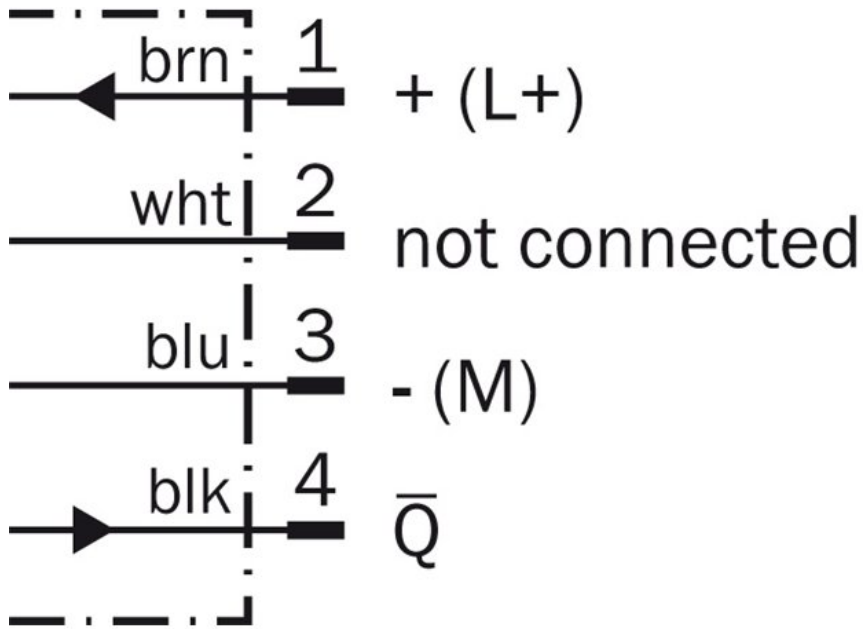 brn 1 + (L+)
wht 2 not connected
blu 3 - (M)
blk 4 Q̅